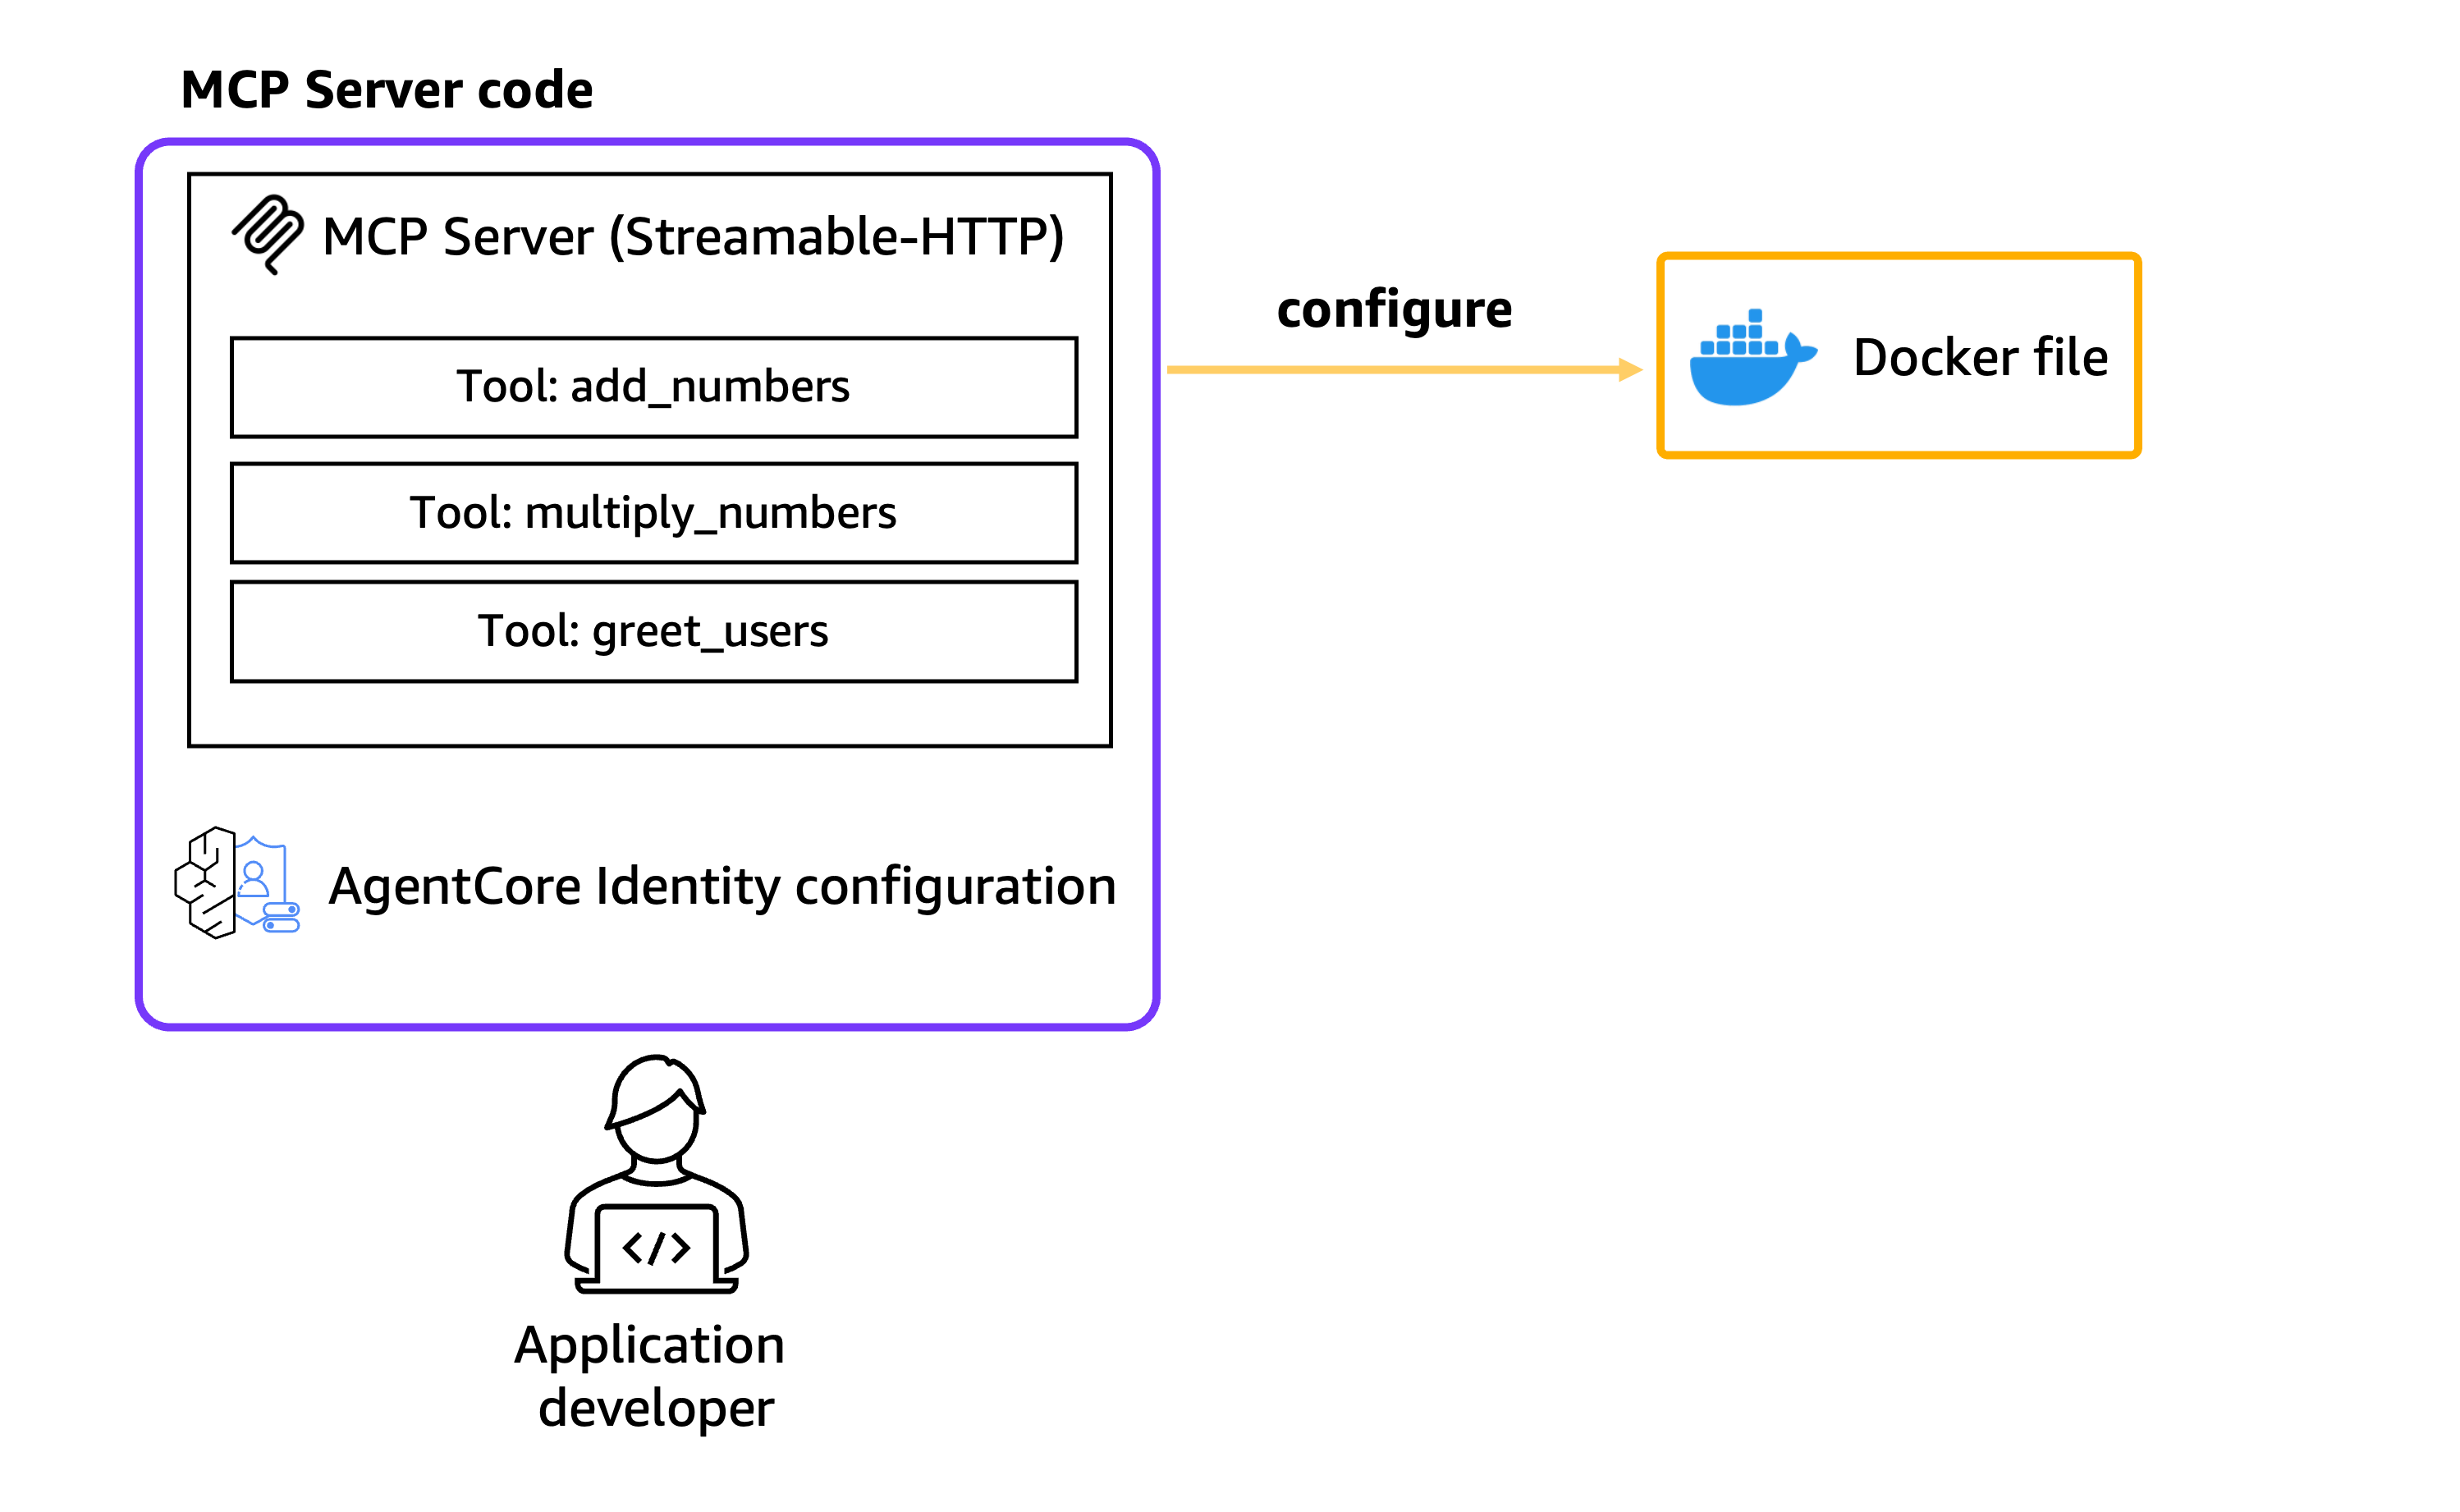 MCP Server code
MCP Server (Streamable-HTTP)
Tool: add_numbers
Tool: multiply_numbers
Tool: greet_users
AgentCore Identity configuration
configure
Docker file
</>
Application
developer